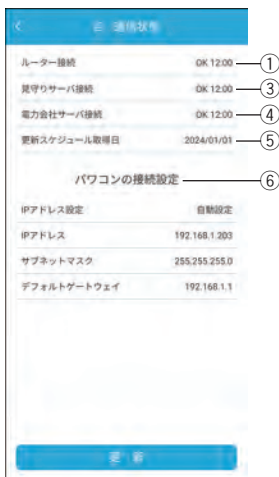 通信状態
ルーター接続 OK 12:00 ①
見守りサーバ接続 OK 12:00 ③
電力会社サーバ接続 OK 12:00 ④
更新スケジュール取得日 2024/01/01 ⑤
パワコンの接続設定 ⑥
IPアドレス設定 自動設定
IPアドレス 192.168.1.203
サブネットマスク 255.255.255.0
デフォルトゲートウェイ 192.168.1.1
更 新